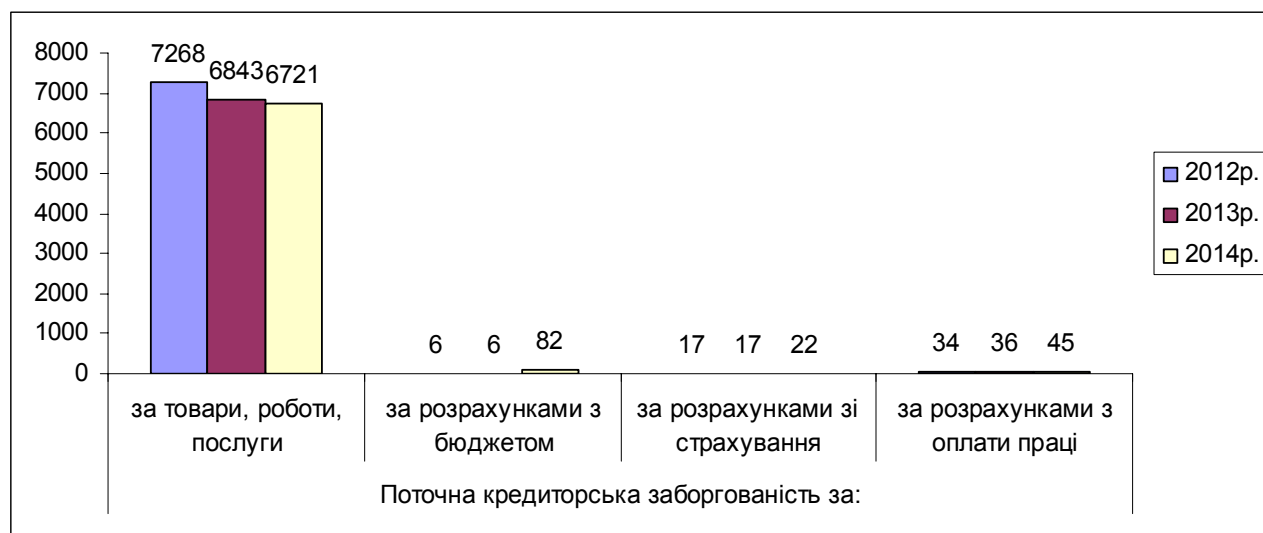 8000
7000
6000
5000
4000
3000
2000
1000
0
7268
6843
6721
6
6
82
17
17
22
34
36
45
за товари, роботи,
послуги
за розрахунками з
бюджетом
за розрахунками зі
страхування
за розрахунками з
оплати праці
Поточна кредиторська заборгованість за:
2012р.
2013р.
2014р.